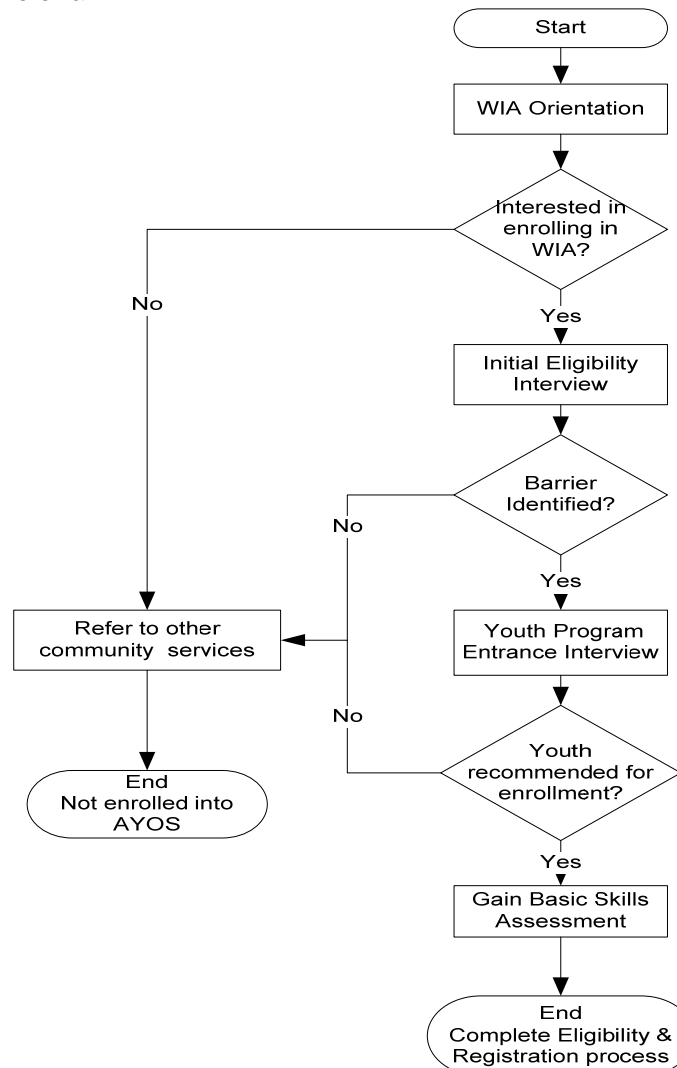 Start
WIA Orientation
Interested in
enrolling in
WIA?
No
Yes
Initial Eligibility
Interview
Barrier
Identified?
No
Yes
Refer to other
community services
Youth Program
Entrance Interview
No
Youth
recommended for
enrollment?
End
Not enrolled into
AYOS
Yes
Gain Basic Skills
Assessment
End
Complete Eligibility &
Registration process